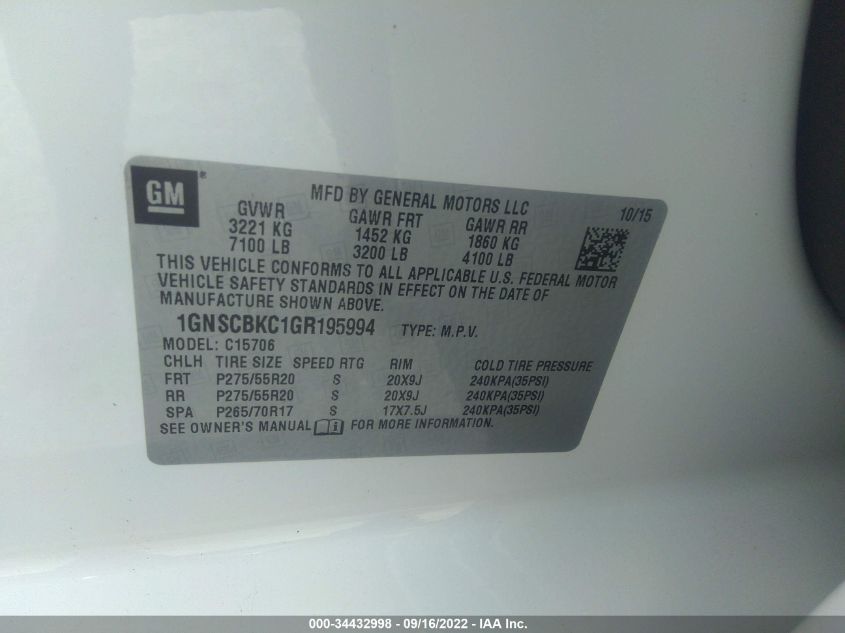 GM®
MFD BY GENERAL MOTORS LLC
10/15
GVWR GAWR FRT GAWR RR
3221 KG 1452 KG 1860 KG
7100 LB 3200 LB 4100 LB
THIS VEHICLE CONFORMS TO ALL APPLICABLE U.S. FEDERAL MOTOR
VEHICLE SAFETY STANDARDS IN EFFECT ON THE DATE OF
MANUFACTURE SHOWN ABOVE.
1GNSCBKC1GR195994 TYPE: M.P.V.
MODEL: C15706
CHLH TIRE SIZE SPEED RTG RIM COLD TIRE PRESSURE
FRT P275/55R20 S 20X9J 240KPA(35PSI)
RR P275/55R20 S 20X9J 240KPA(35PSI)
SPA P265/70R17 S 17X7.5J 240KPA(35PSI)
SEE OWNER'S MANUAL i FOR MORE INFORMATION.
000-34432998 - 09/16/2022 - IAA Inc.